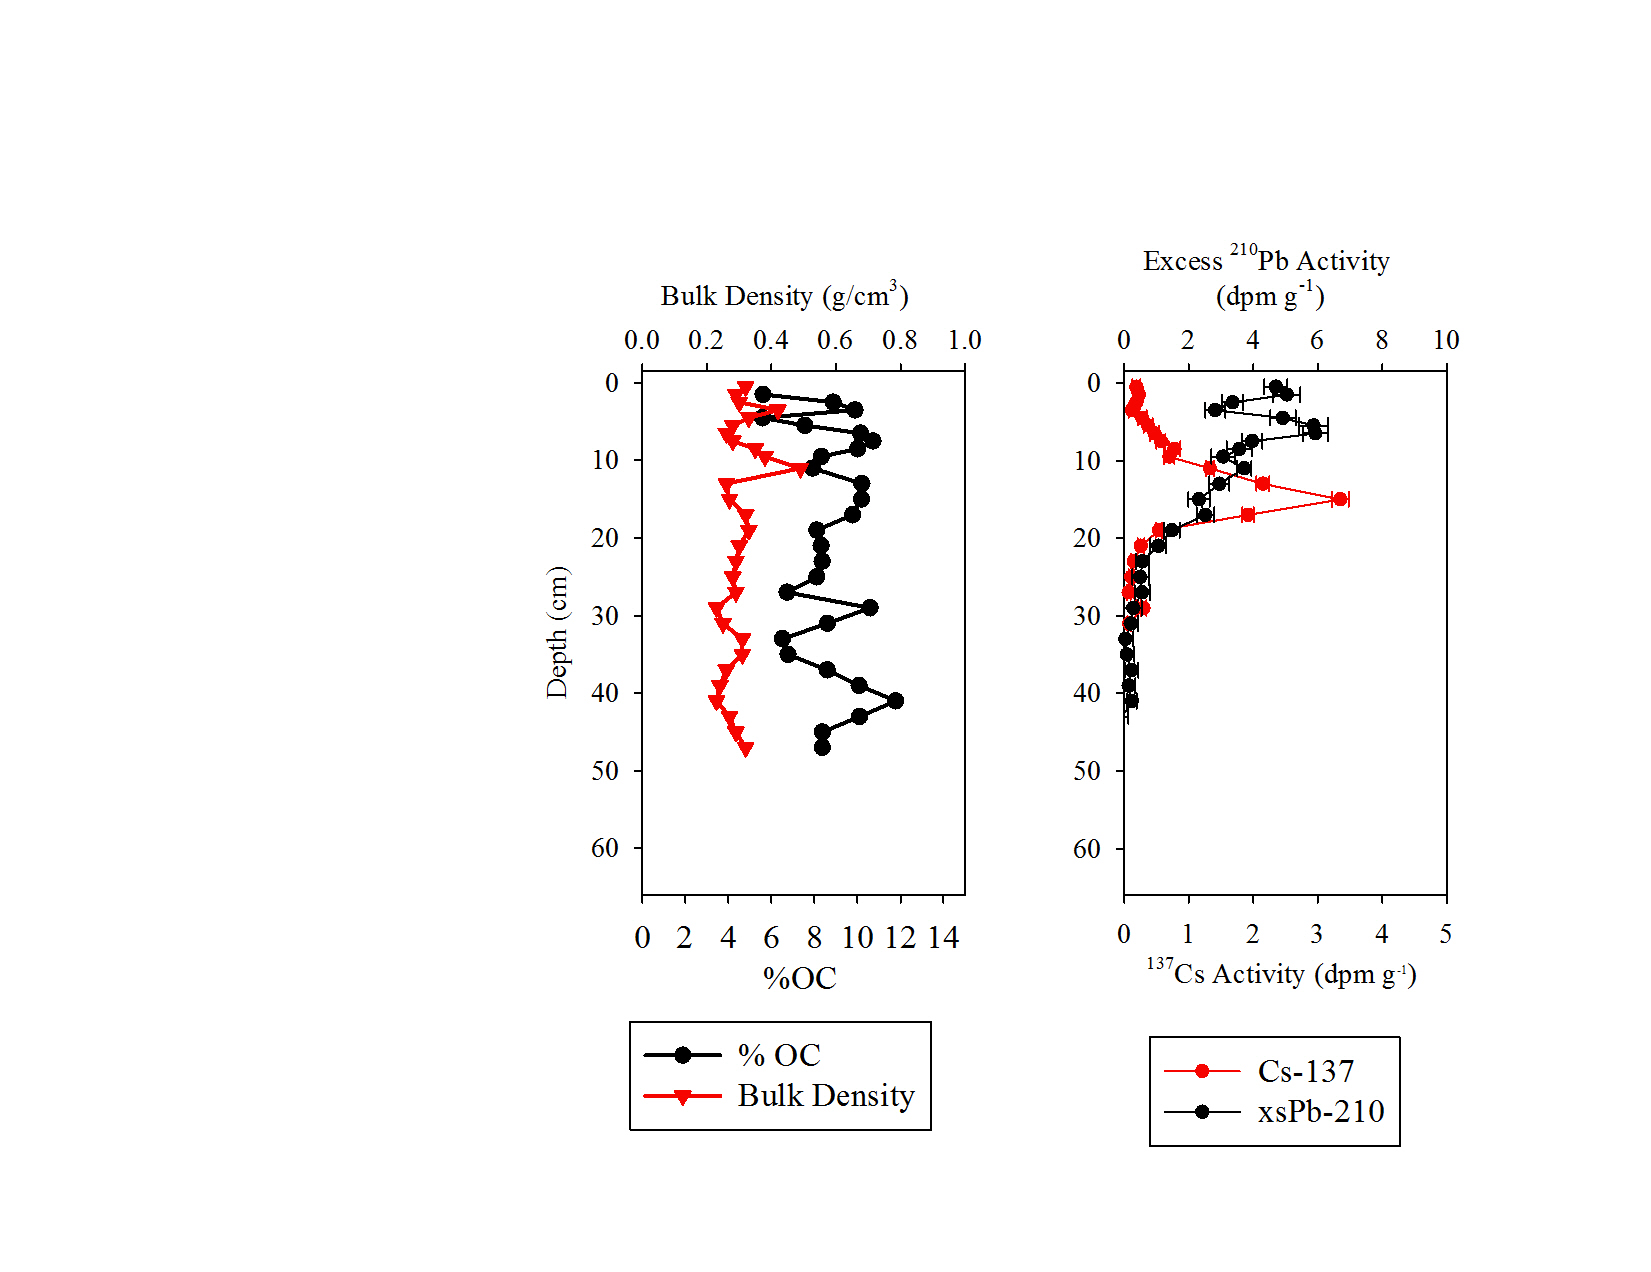 Bulk Density (g/cm³)
0.0 0.2 0.4 0.6 0.8 1.0
0
10
20
30
40
50
60
Depth (cm)
0 2 4 6 8 10 12 14
%OC
% OC
Bulk Density
Excess ²¹⁰Pb Activity
(dpm g⁻¹)
0 2 4 6 8 10
0
10
20
30
40
50
60
0 1 2 3 4 5
¹³⁷Cs Activity (dpm g⁻¹)
Cs-137
xsPb-210